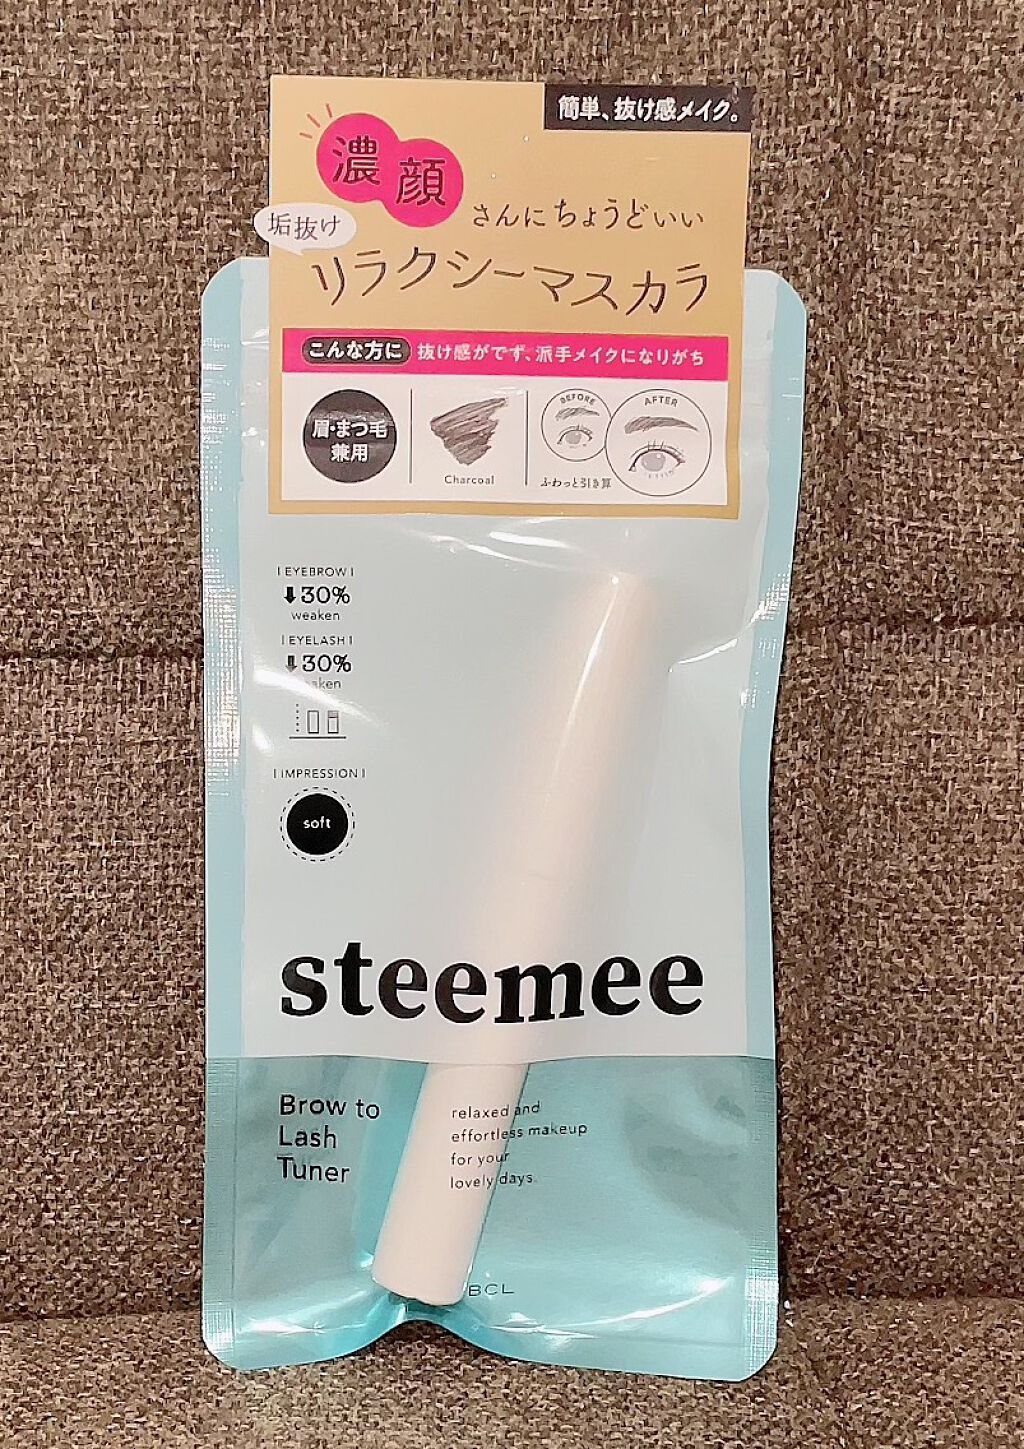 簡単、抜け感メイク。
濃顔
さんにちょうどいい
垢抜け
リラクシーマスカラ
こんな方に 抜け感がでず、派手メイクになりがち
眉・まつ毛
兼用
Charcoal
BEFORE
AFTER
ふわっと引き算
EYEBROW
⬇30%
weaken
EYELASH
⬇30%
weaken
IMPRESSION
soft
steemee
Brow to
Lash
Tuner
relaxed and
effortless makeup
for your
lovely days.
BCL